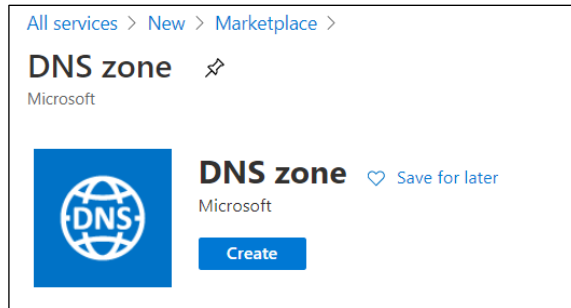 All services > New > Marketplace >
DNS zone
Microsoft
DNS
DNS zone Save for later
Microsoft
Create